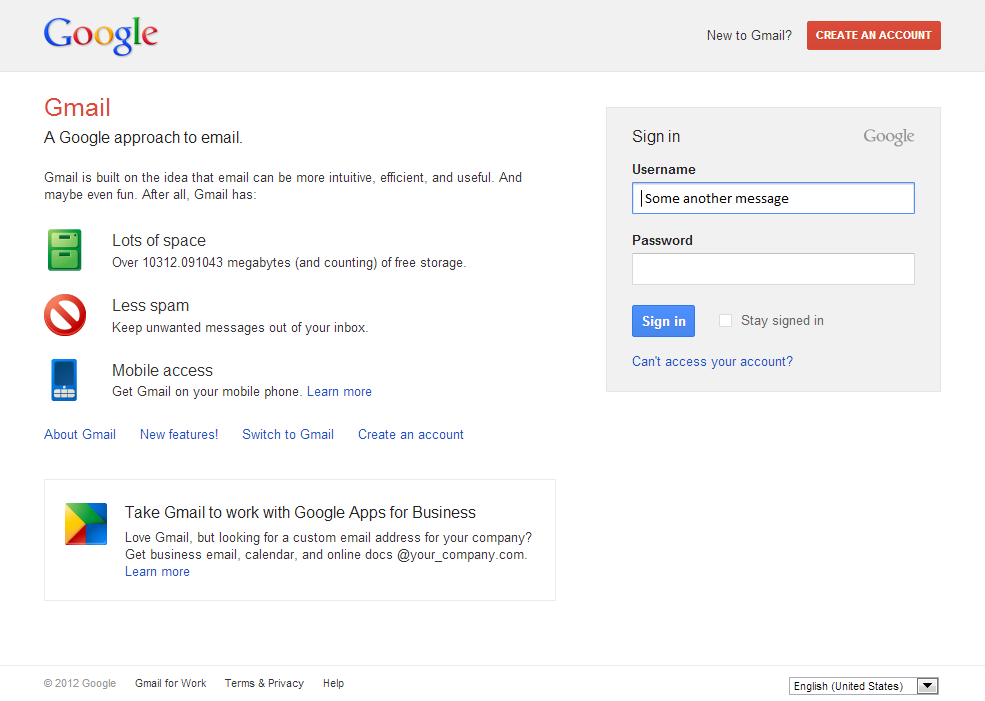 Google
New to Gmail?
CREATE AN ACCOUNT
Gmail
A Google approach to email.
Gmail is built on the idea that email can be more intuitive, efficient, and useful. And
maybe even fun. After all, Gmail has:
Lots of space
Over 10312.091043 megabytes (and counting) of free storage.
Less spam
Keep unwanted messages out of your inbox.
Mobile access
Get Gmail on your mobile phone. Learn more
About Gmail New features! Switch to Gmail Create an account
Take Gmail to work with Google Apps for Business
Love Gmail, but looking for a custom email address for your company?
Get business email, calendar, and online docs @your_company.com.
Learn more
Sign in
Google
Username
Some another message
Password
Sign in
Stay signed in
Can't access your account?
© 2012 Google Gmail for Work Terms & Privacy Help
English (United States)